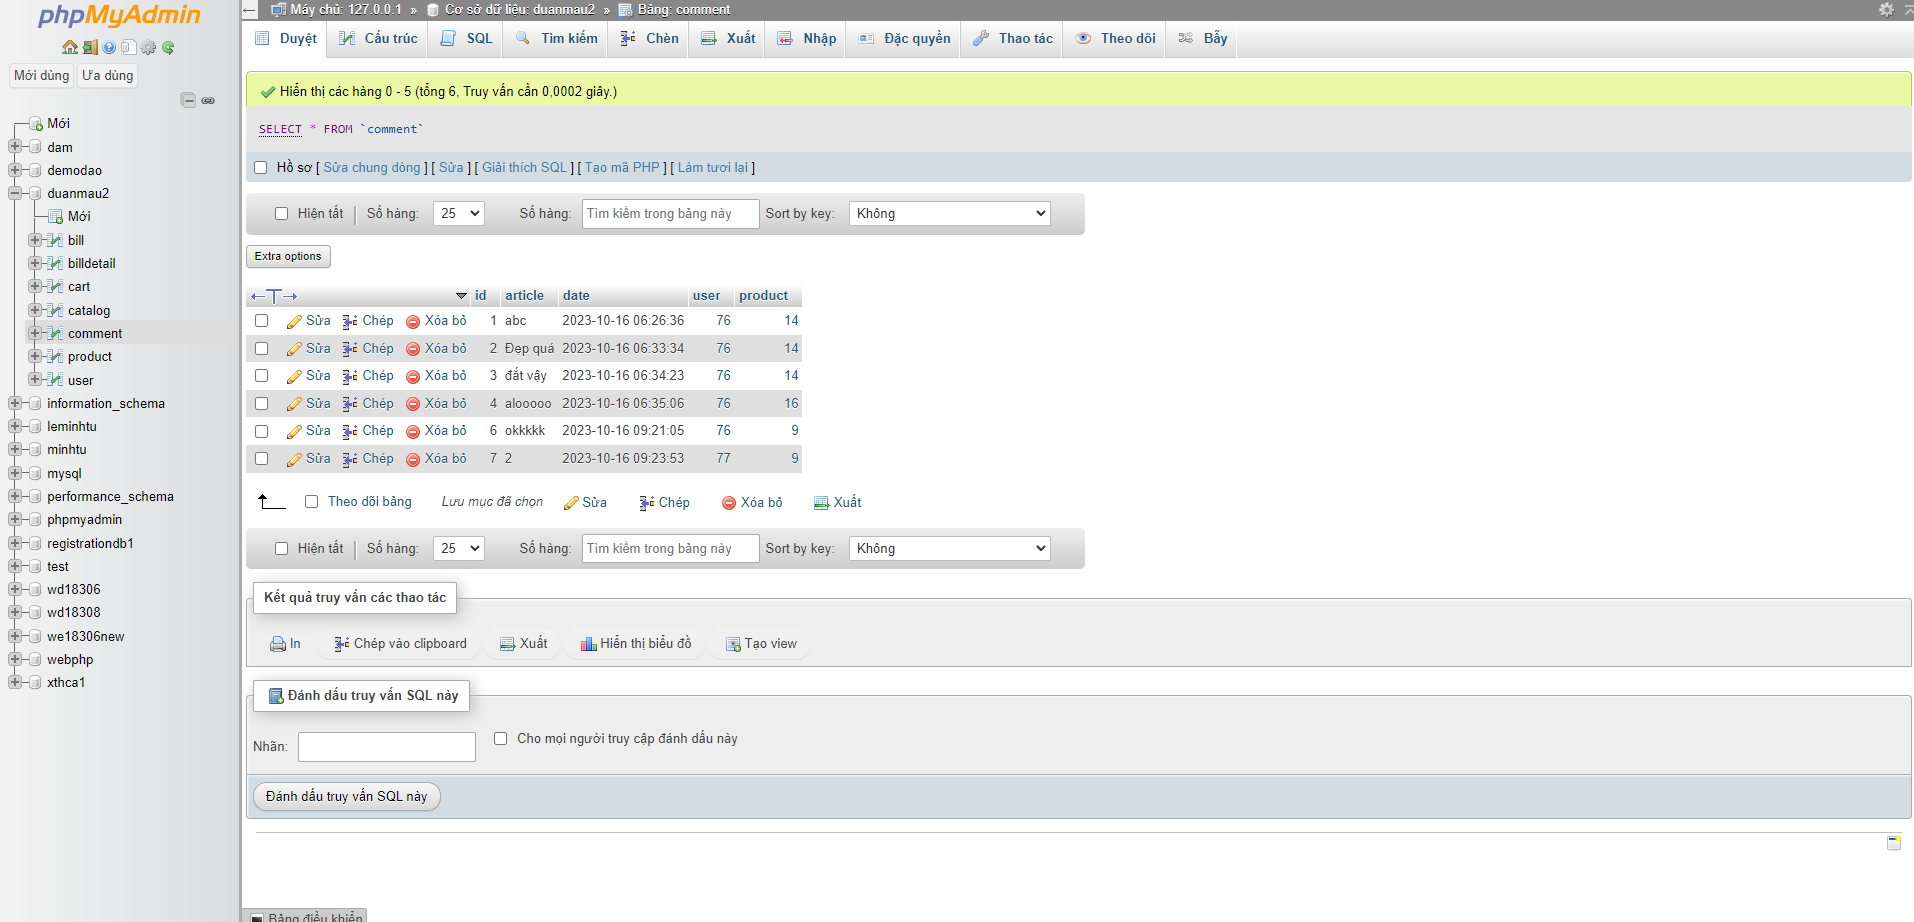 phpMyAdmin
Mới dùng Ưa dùng
Mới
dam
demodao
duanmau2
Mới
bill
billdetail
cart
catalog
comment
product
user
information_schema
leminhtu
minhtu
mysql
performance_schema
phpmyadmin
registrationdb1
test
wd18306
wd18308
we18306new
webphp
xthca1
Máy chủ: 127.0.0.1 » Cơ sở dữ liệu: duanmau2 » Bảng: comment
Duyệt Cấu trúc SQL Tìm kiếm Chèn Xuất Nhập Đặc quyền Thao tác Theo dõi Bẫy
Hiển thị các hàng 0 - 5 (tổng 6, Truy vấn cần 0,0002 giây.)
SELECT * FROM `comment`
Hồ sơ [ Sửa chung dòng ] [ Sửa ] [ Giải thích SQL ] [ Tạo mã PHP ] [ Làm tươi lại ]
Hiện tất Số hàng: 25 Số hàng: Tìm kiếm trong bảng này Sort by key: Không
Extra options
←T→ id article date user product
Sửa Chép Xóa bỏ 1 abc 2023-10-16 06:26:36 76 14
Sửa Chép Xóa bỏ 2 Đẹp quá 2023-10-16 06:33:34 76 14
Sửa Chép Xóa bỏ 3 đắt vậy 2023-10-16 06:34:23 76 14
Sửa Chép Xóa bỏ 4 alooooo 2023-10-16 06:35:06 76 16
Sửa Chép Xóa bỏ 6 okkkkk 2023-10-16 09:21:05 76 9
Sửa Chép Xóa bỏ 7 2 2023-10-16 09:23:53 77 9
Theo dõi bảng Lưu mục đã chọn Sửa Chép Xóa bỏ Xuất
Hiện tất Số hàng: 25 Số hàng: Tìm kiếm trong bảng này Sort by key: Không
Kết quả truy vấn các thao tác
In Chép vào clipboard Xuất Hiển thị biểu đồ Tạo view
Đánh dấu truy vấn SQL này
Nhãn: Cho mọi người truy cập đánh dấu này
Đánh dấu truy vấn SQL này
Bảng điều khiển